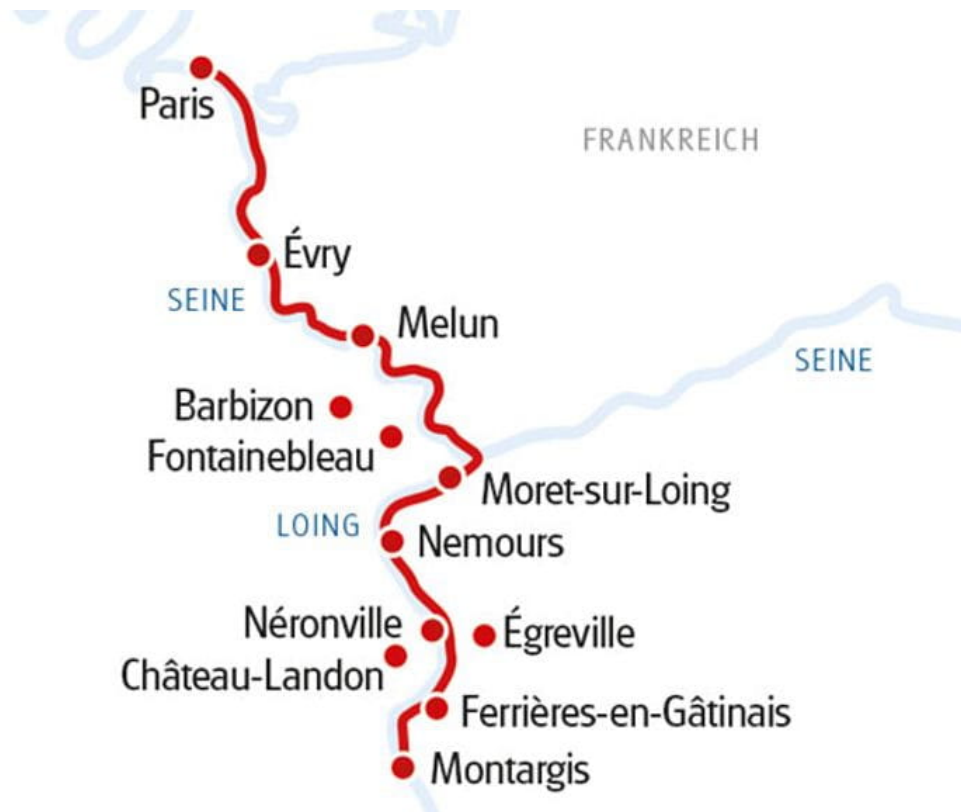 Paris
FRANKREICH
Évry
SEINE
Melun
SEINE
Barbizon
Fontainebleau
Moret-sur-Loing
LOING
Nemours
Néronville
Égreville
Château-Landon
Ferrières-en-Gâtinais
Montargis